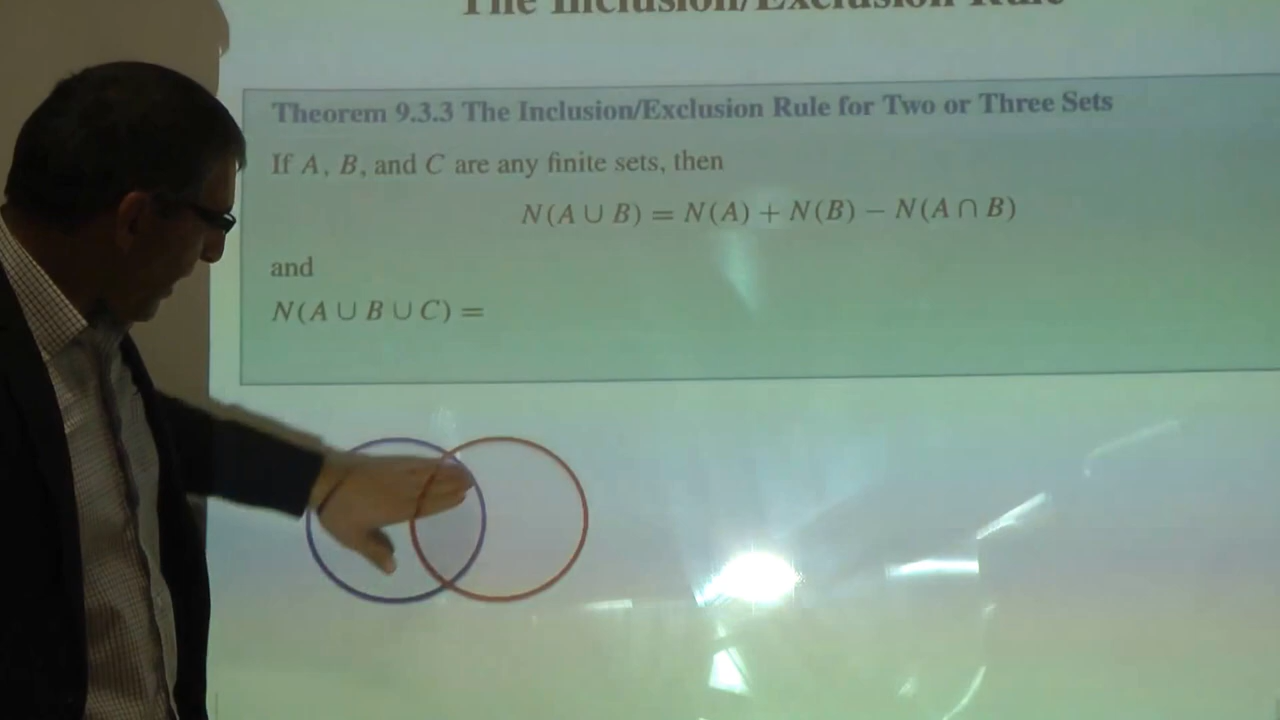 The Inclusion/Exclusion Rule
Theorem 9.3.3 The Inclusion/Exclusion Rule for Two or Three Sets
If A, B, and C are any finite sets, then
N(A ∪ B) = N(A) + N(B) − N(A ∩ B)
and
N(A ∪ B ∪ C) =